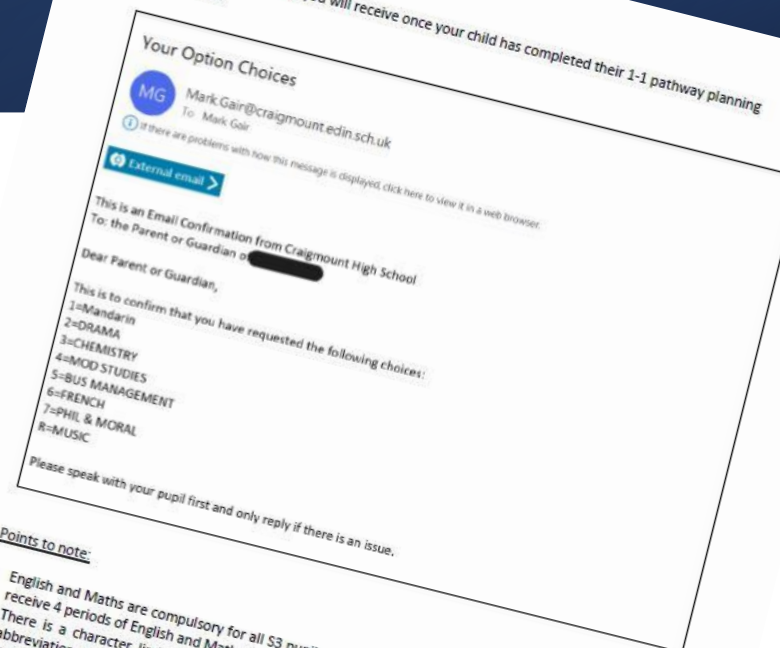 ou will receive once your child has completed their 1-1 pathway planning
Your Option Choices
MG
Mark.Gair@craigmount.edin.sch.uk
To Mark Gair
If there are problems with how this message is displayed, click here to view it in a web browser.
External email
This is an Email Confirmation from Craigmount High School
To: the Parent or Guardian o
Dear Parent or Guardian,
This is to confirm that you have requested the following choices:
1=Mandarin
2=DRAMA
3=CHEMISTRY
4=MOD STUDIES
5=BUS MANAGEMENT
6=FRENCH
7=PHIL & MORAL
R=MUSIC
Please speak with your pupil first and only reply if there is an issue.
Points to note:
English and Maths are compulsory for all S3 pupi
receive 4 periods of English and Math
There is a character
abbreviation